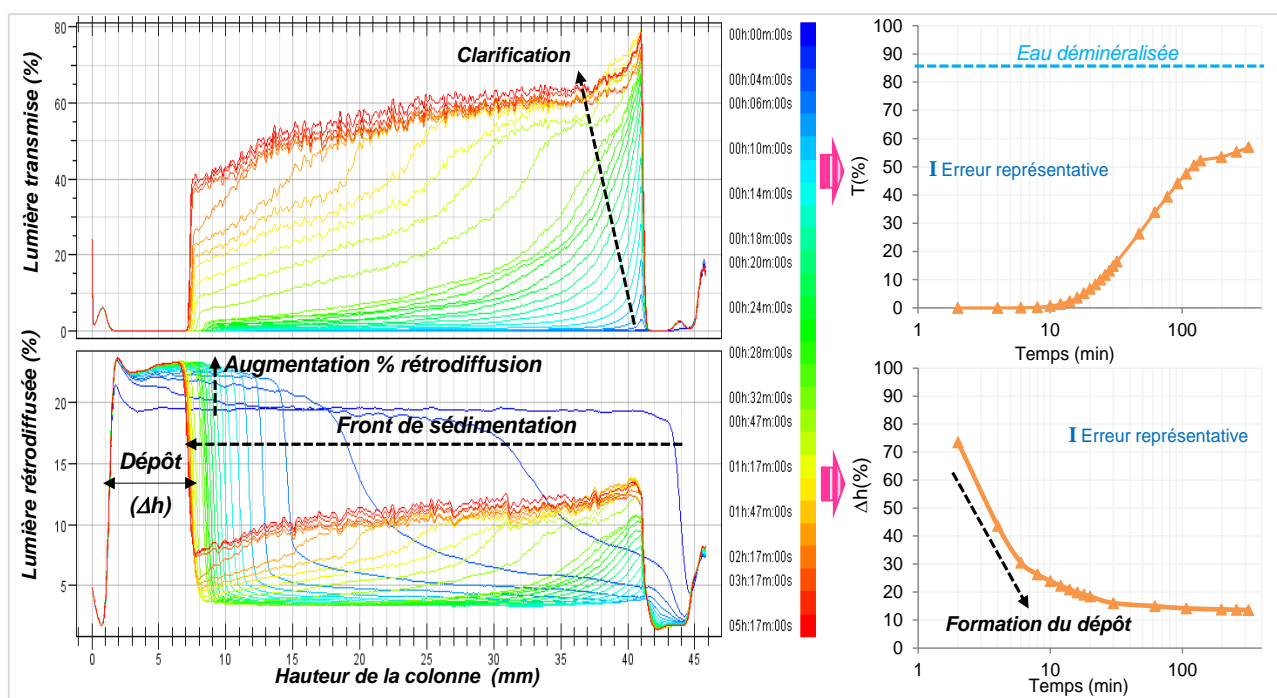 Lumière transmise (%)
80
60
40
20
0
Clarification
Lumière rétrodiffusée (%)
20
15
10
5
Augmentation % rétrodiffusion
Front de sédimentation
Dépôt
(Δh)
0
5
10
15
20
25
30
35
40
45
Hauteur de la colonne (mm)
00h:00m:00s
00h:04m:00s
00h:06m:00s
00h:10m:00s
00h:14m:00s
00h:18m:00s
00h:20m:00s
00h:24m:00s
00h:28m:00s
00h:32m:00s
00h:47m:00s
01h:17m:00s
01h:47m:00s
02h:17m:00s
03h:17m:00s
05h:17m:00s
T(%)
100
90
80
70
60
50
40
30
20
10
0
Eau déminéralisée
I Erreur représentative
1
10
100
Temps (min)
Δh(%)
100
90
80
70
60
50
40
30
20
10
0
I Erreur représentative
Formation du dépôt
1
10
100
Temps (min)